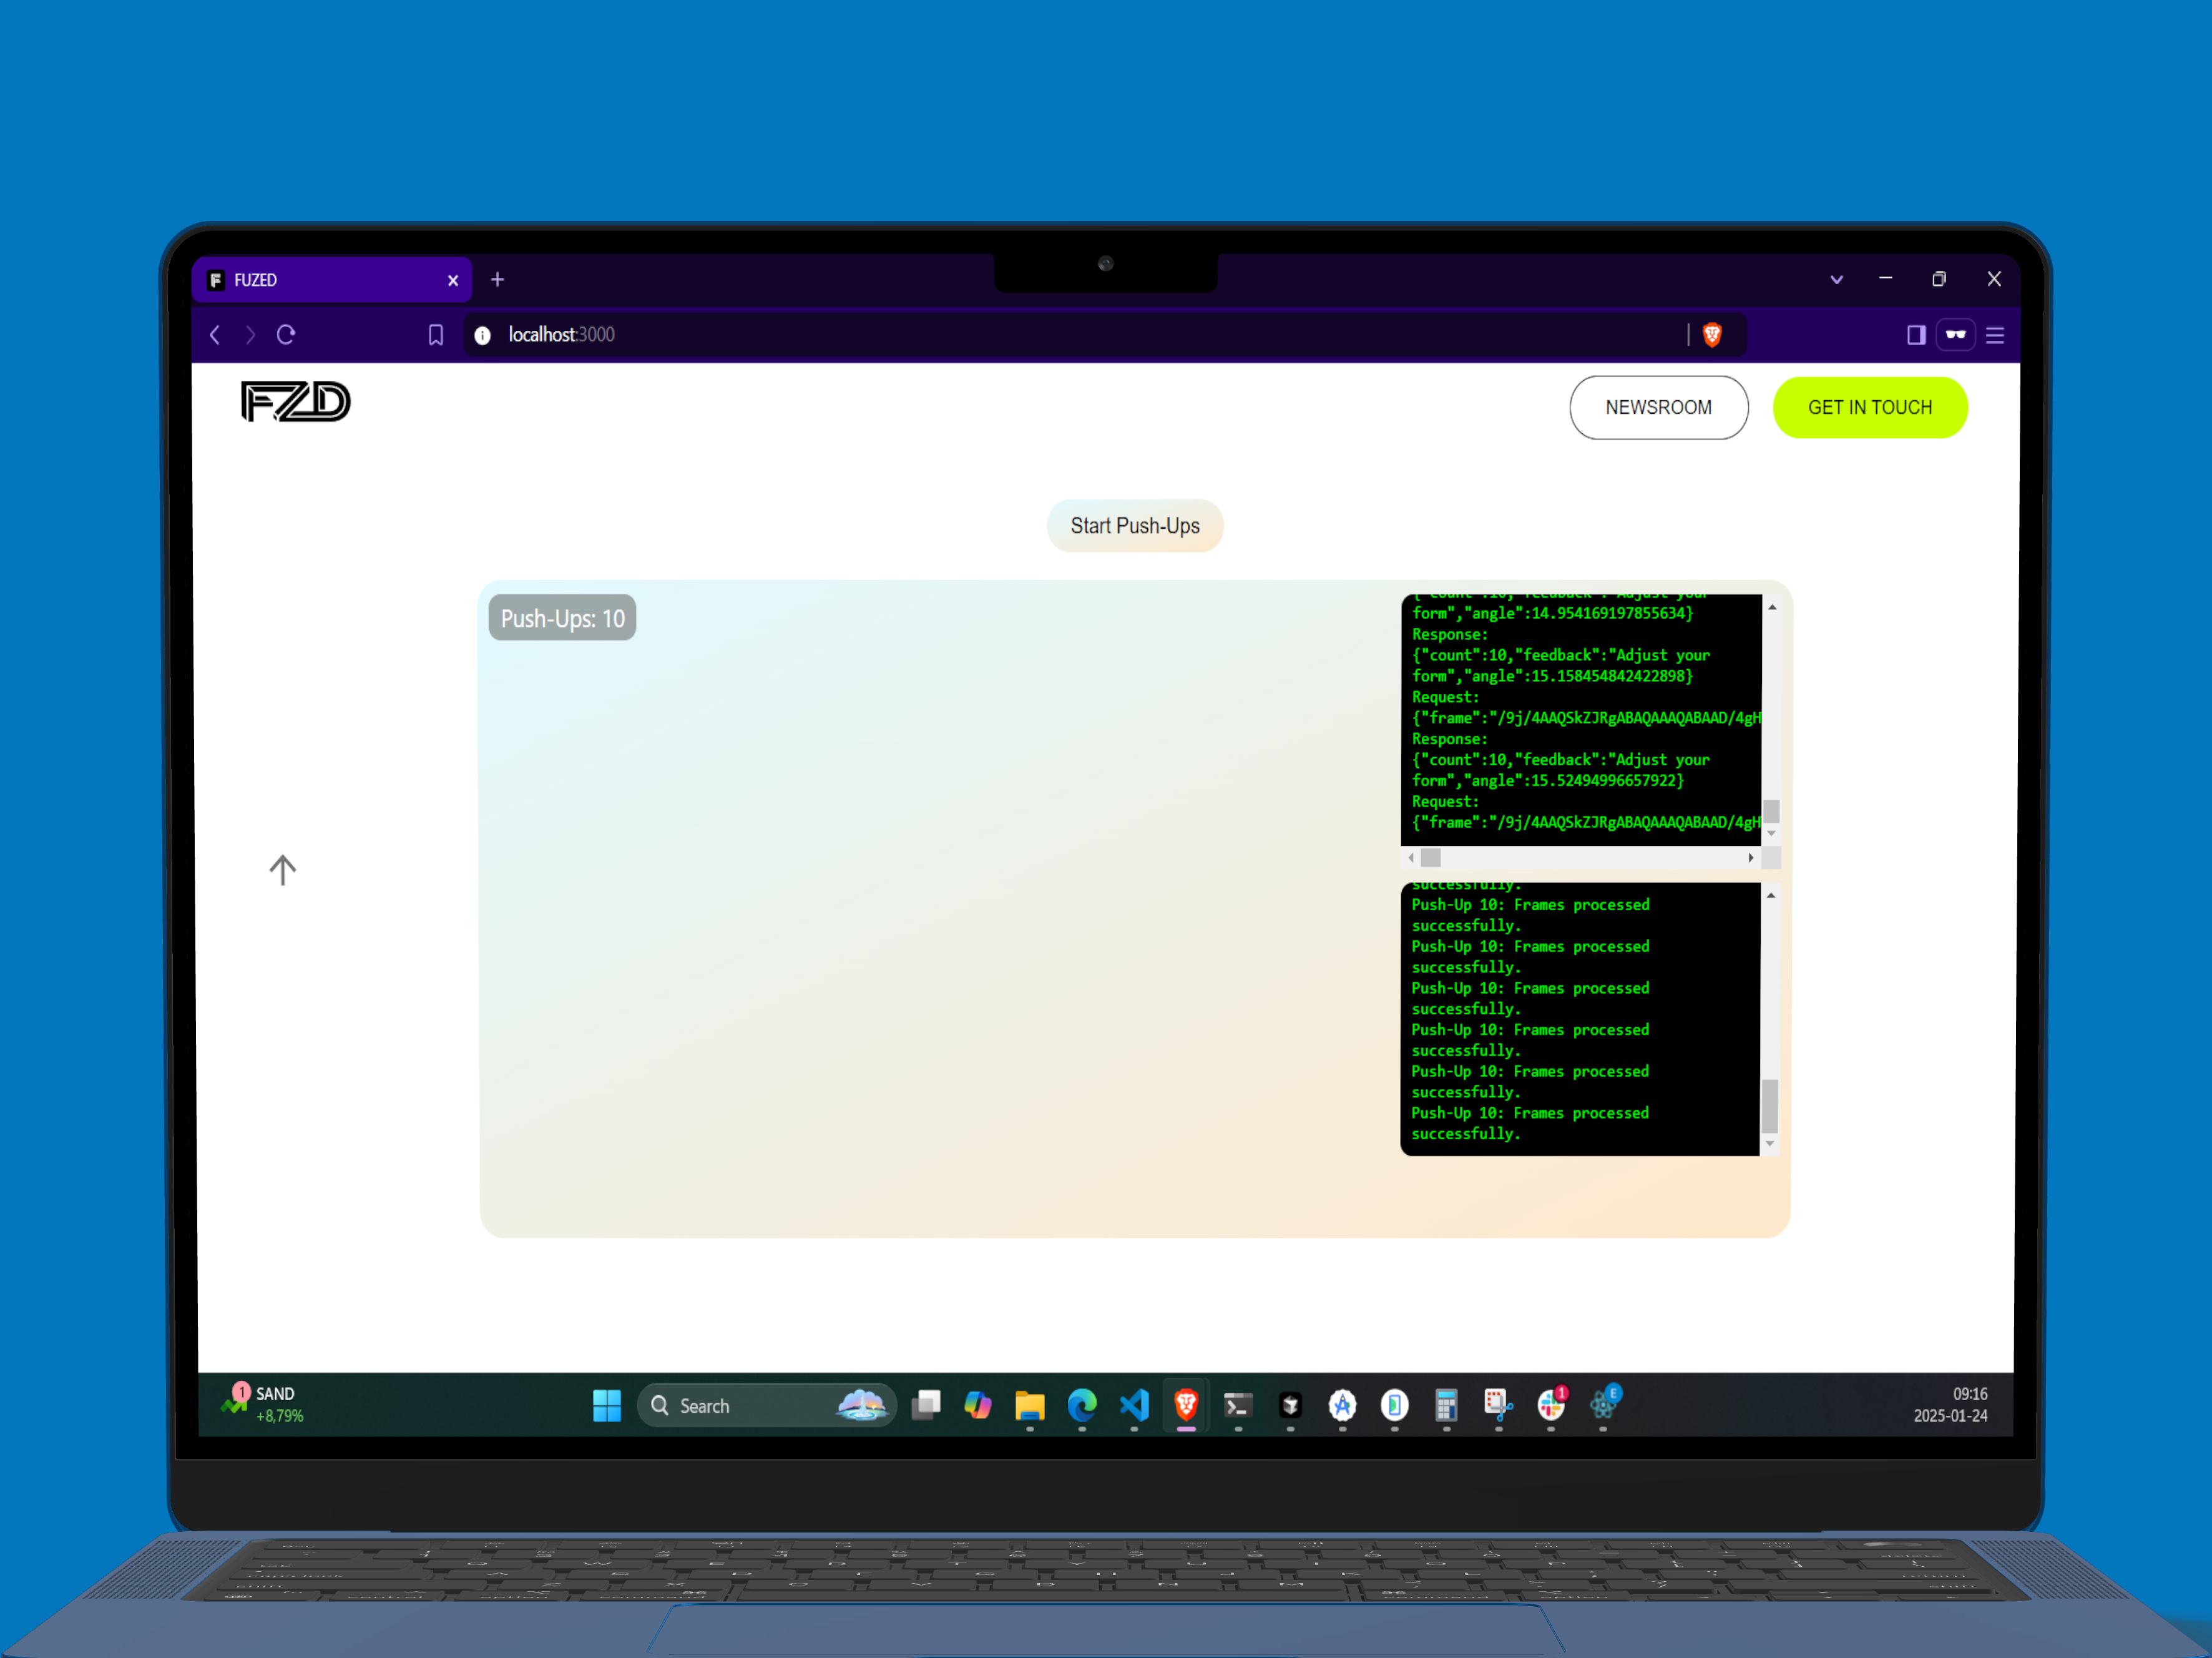 FUZED
localhost:3000
FZD
NEWSROOM
GET IN TOUCH
Start Push-Ups
Push-Ups: 10
form","angle":14.954169197855634}
Response:
{"count":10,"feedback":"Adjust your
form","angle":15.158454842422898}
Request:
{"frame":"/9j/4AAQSkZJRgABAQAAAQABAAD/4gH
Response:
{"count":10,"feedback":"Adjust your
form","angle":15.52494996657922}
Request:
{"frame":"/9j/4AAQSkZJRgABAQAAAQABAAD/4gH
successfully.
Push-Up 10: Frames processed
successfully.
Push-Up 10: Frames processed
successfully.
Push-Up 10: Frames processed
successfully.
Push-Up 10: Frames processed
successfully.
Push-Up 10: Frames processed
successfully.
Push-Up 10: Frames processed
successfully.
1
SAND
+8,79%
Search
1
E
09:16
2025-01-24